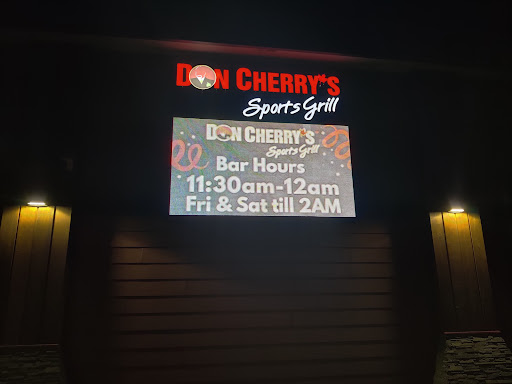 DON CHERRY'S
Sports Grill
DON CHERRY'S
Sports Grill
Bar Hours
11:30am-12am
Fri & Sat till 2AM